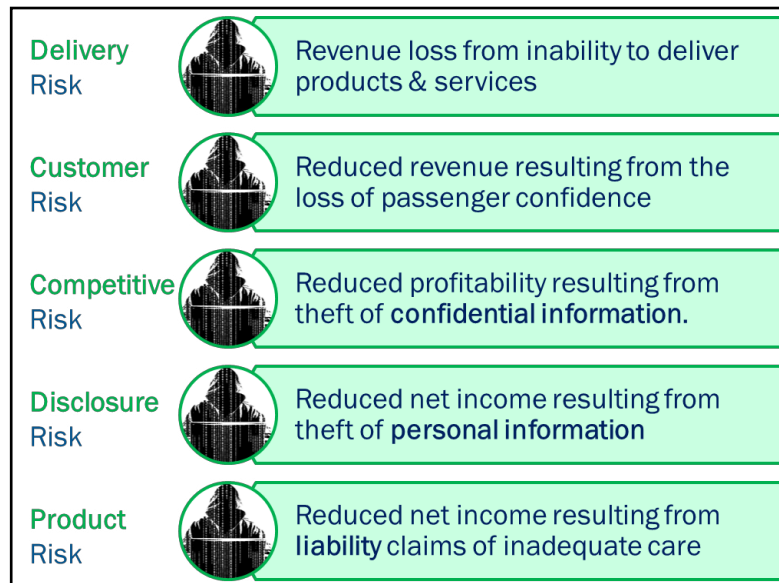 Delivery
Risk
Revenue loss from inability to deliver
products & services
Customer
Risk
Reduced revenue resulting from the
loss of passenger confidence
Competitive
Risk
Reduced profitability resulting from
theft of confidential information.
Disclosure
Risk
Reduced net income resulting from
theft of personal information
Product
Risk
Reduced net income resulting from
liability claims of inadequate care